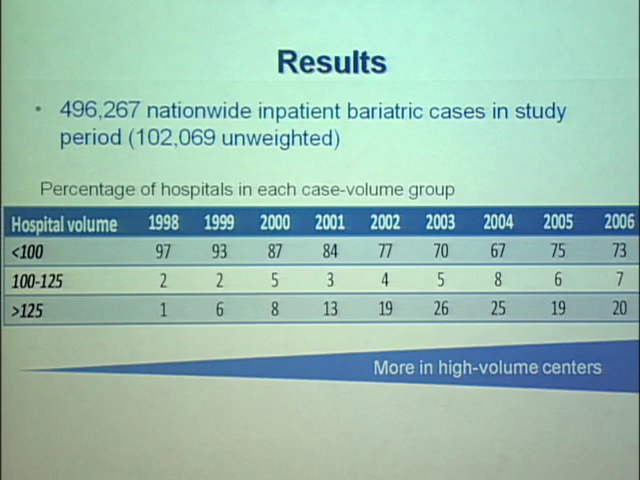 Results
• 496,267 nationwide inpatient bariatric cases in study
period (102,069 unweighted)
Percentage of hospitals in each case-volume group
Hospital volume 1998 1999 2000 2001 2002 2003 2004 2005 2006
<100 97 93 87 84 77 70 67 75 73
100-125 2 2 5 3 4 5 8 6 7
>125 1 6 8 13 19 26 25 19 20
More in high-volume centers